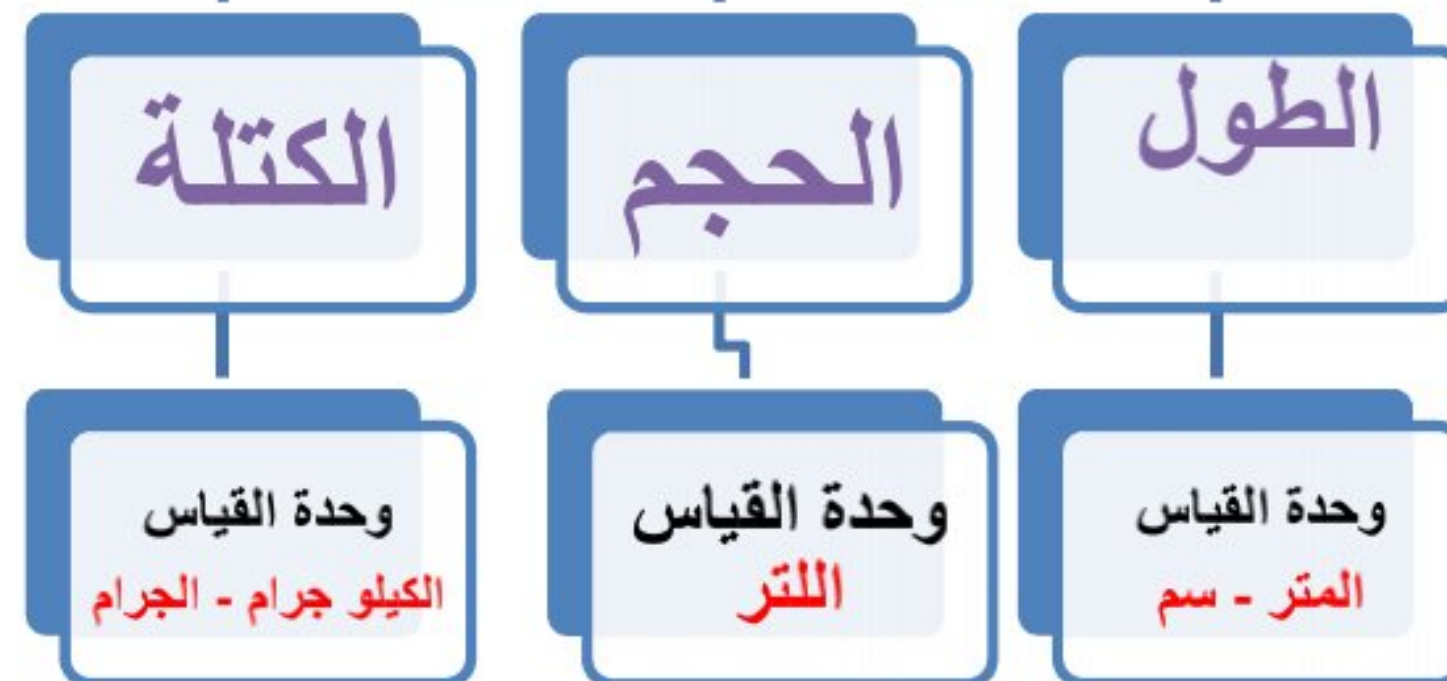 الطول
الحجم
الكتلة
وحدة القياس
المتر - سم
وحدة القياس
اللتر
وحدة القياس
الكيلو جرام - الجرام